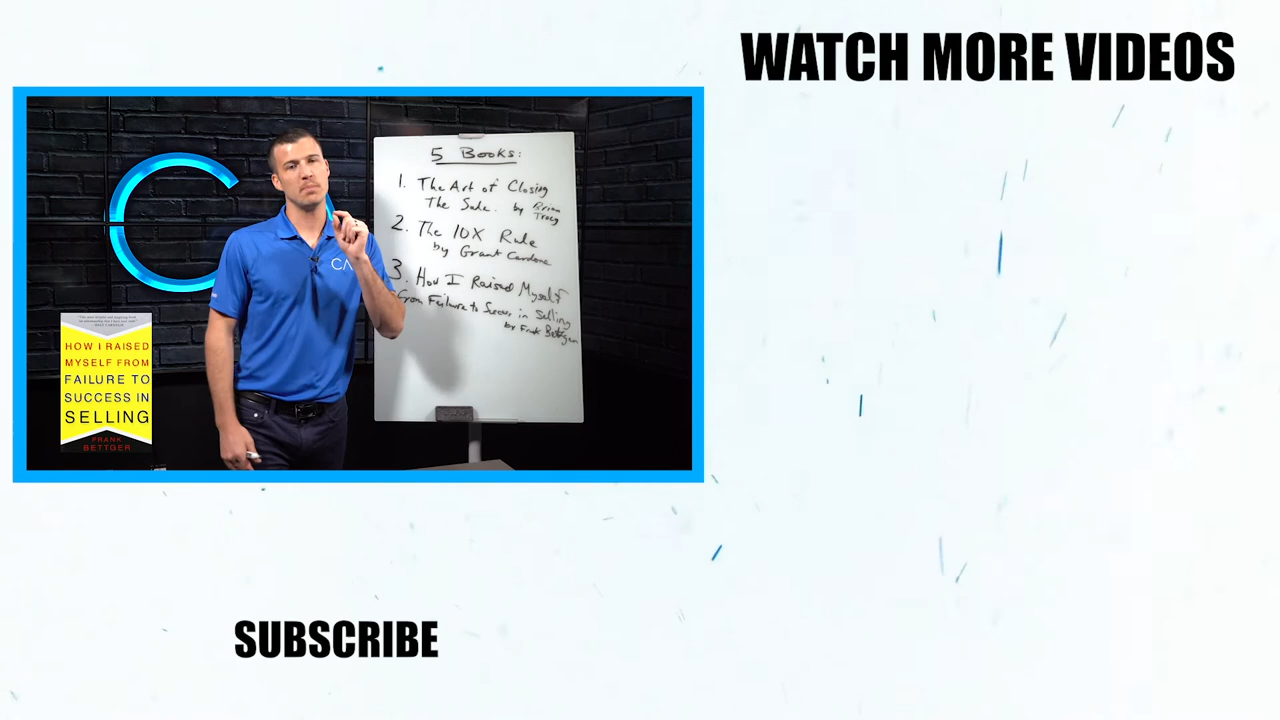 WATCH MORE VIDEOS
5 Books:
1. The Art of Closing
The Sale. by Brian
Tracy
2. The 10X Rule
by Grant Cardone
3. How I Raised Myself
from Failure to Success in Selling
by Frank Bettger
CA
HOW I RAISED
MYSELF FROM
FAILURE TO
SUCCESS IN
SELLING
FRANK
BETTGER
SUBSCRIBE